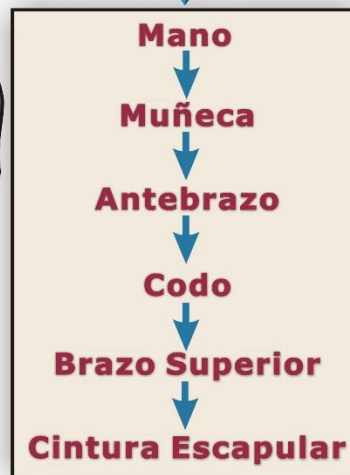 Mano
Muñeca
Antebrazo
Codo
Brazo Superior
Cintura Escapular